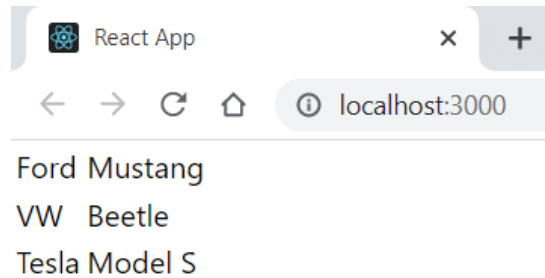 React App
localhost:3000
Ford Mustang
VW Beetle
Tesla Model S